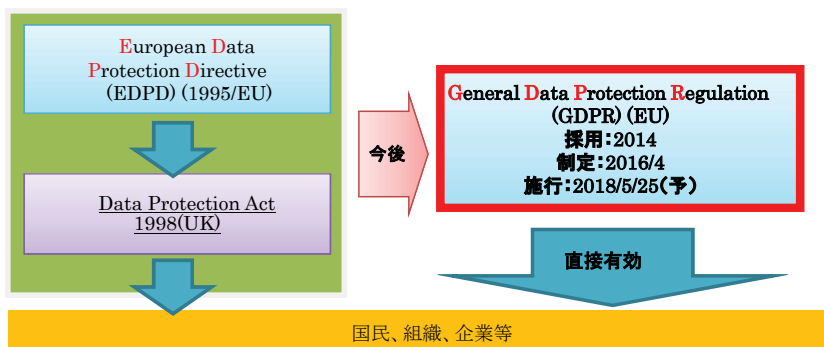 European Data
Protection Directive
(EDPD) (1995/EU)
Data Protection Act
1998(UK)
今後
General Data Protection Regulation
(GDPR) (EU)
採用:2014
制定:2016/4
施行:2018/5/25(予)
直接有効
国民、組織、企業等